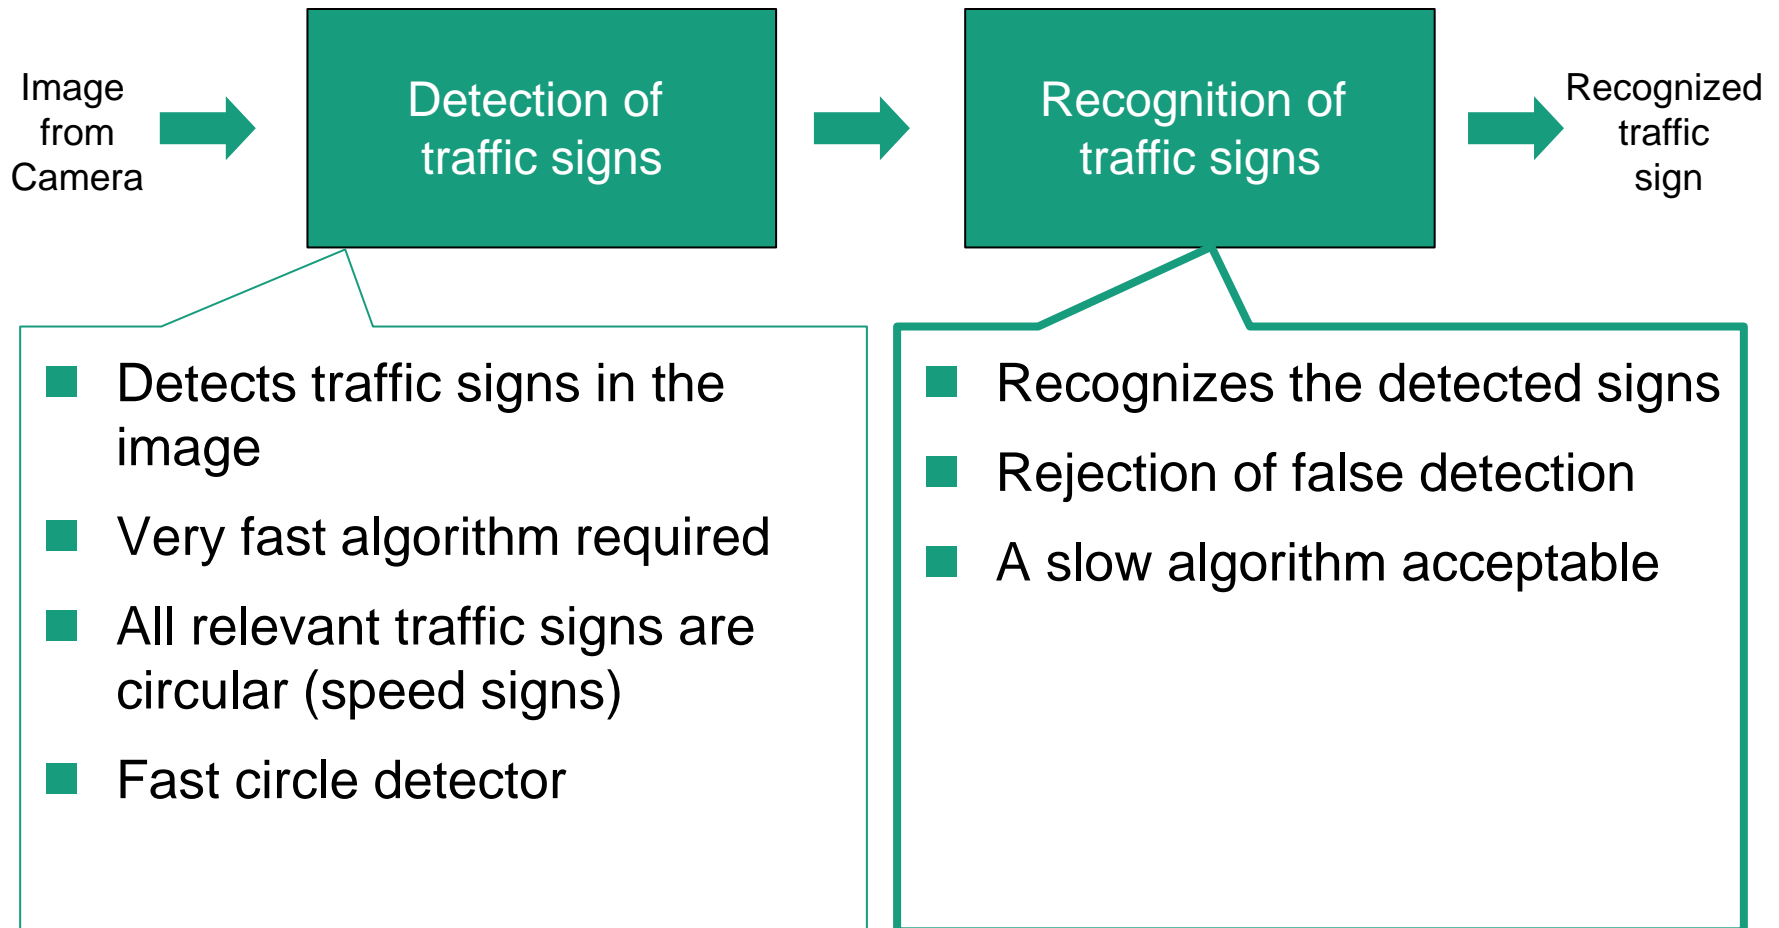 Image
from
Camera
Detection of
traffic signs
Recognition of
traffic signs
Recognized
traffic
sign
Detects traffic signs in the
image
Very fast algorithm required
All relevant traffic signs are
circular (speed signs)
Fast circle detector
Recognizes the detected signs
Rejection of false detection
A slow algorithm acceptable